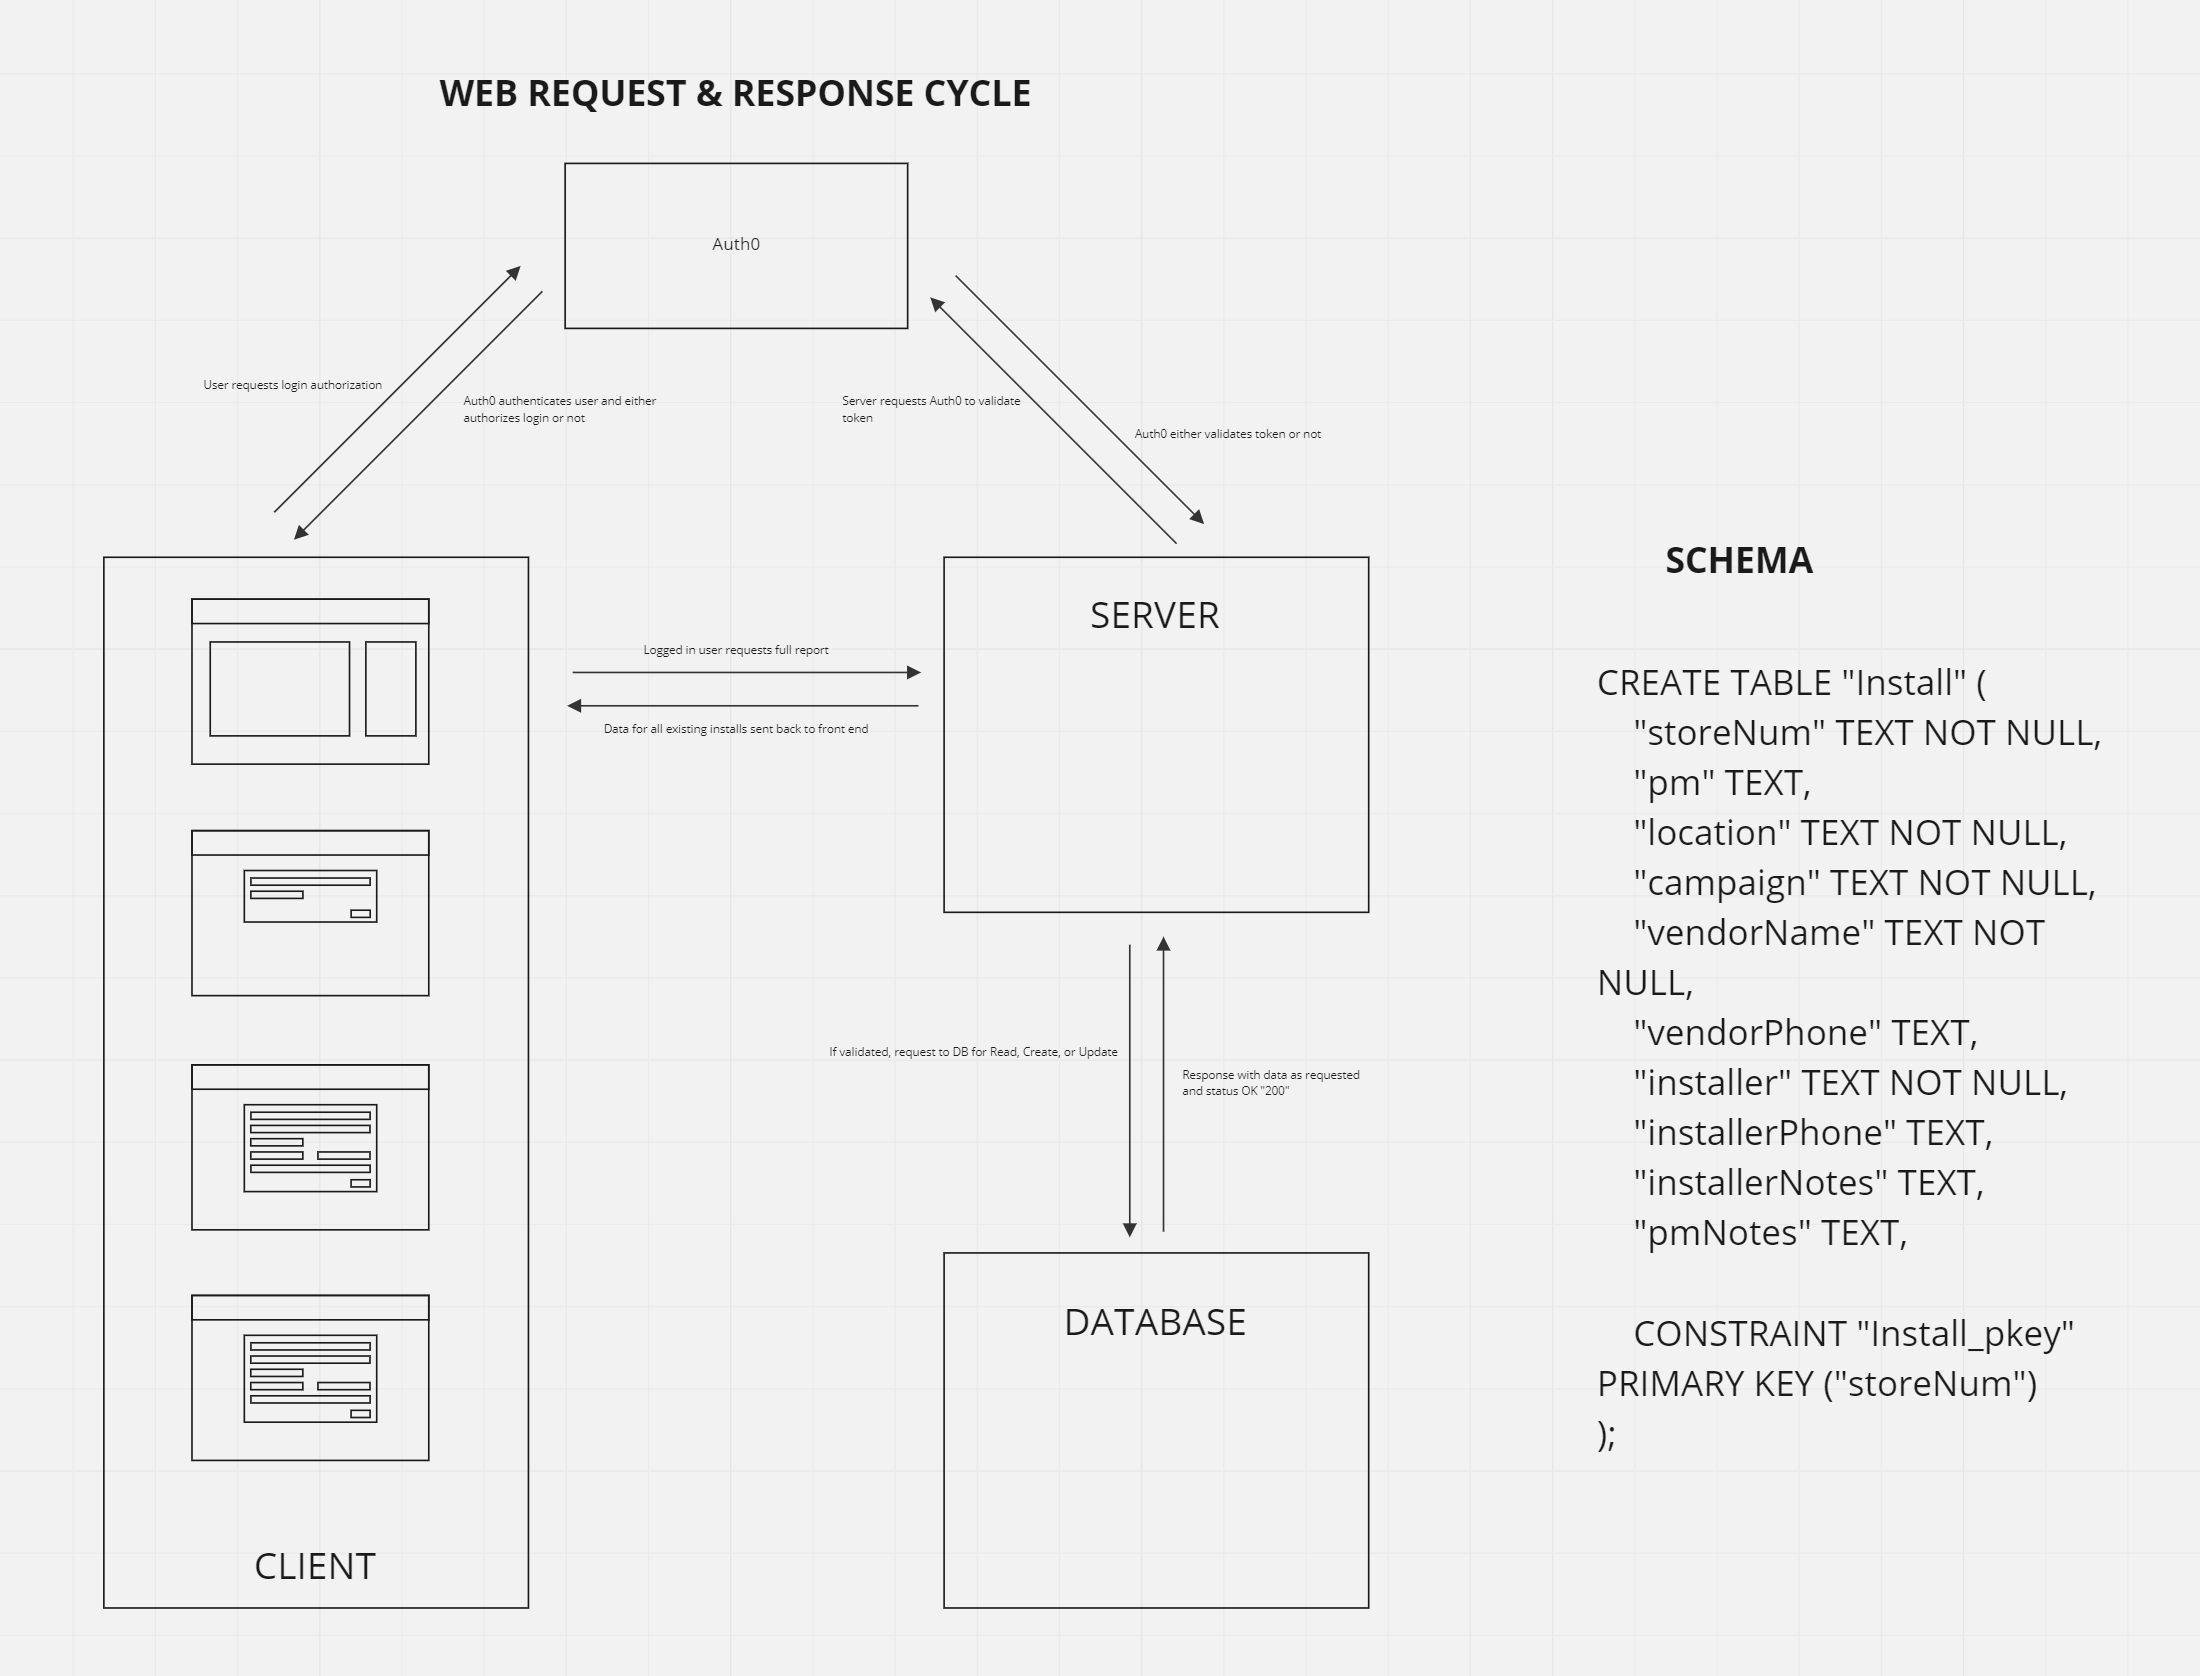 WEB REQUEST & RESPONSE CYCLE
Auth0
User requests login authorization
Auth0 authenticates user and either
authorizes login or not
Server requests Auth0 to validate
token
Auth0 either validates token or not
SERVER
Logged in user requests full report
Data for all existing installs sent back to front end
If validated, request to DB for Read, Create, or Update
Response with data as requested
and status OK "200"
DATABASE
CLIENT
SCHEMA
CREATE TABLE "Install" (
"storeNum" TEXT NOT NULL,
"pm" TEXT,
"location" TEXT NOT NULL,
"campaign" TEXT NOT NULL,
"vendorName" TEXT NOT
NULL,
"vendorPhone" TEXT,
"installer" TEXT NOT NULL,
"installerPhone" TEXT,
"installerNotes" TEXT,
"pmNotes" TEXT,
CONSTRAINT "Install_pkey"
PRIMARY KEY ("storeNum")
);